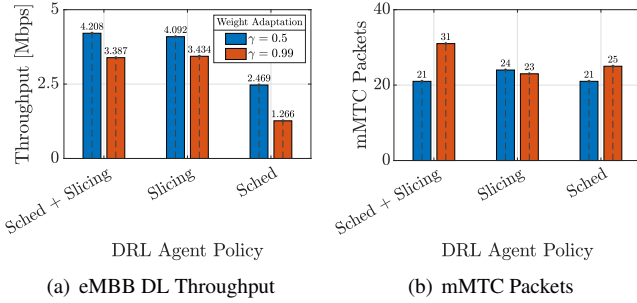 Throughput [Mbps]
5
2.5
0
4.208
3.387
4.092
3.434
2.469
1.266
Weight Adaptation
γ = 0.5
γ = 0.99
Sched + Slicing
Slicing
Sched
DRL Agent Policy
(a) eMBB DL Throughput
mMTC Packets
40
20
0
21
31
24
23
21
25
Sched + Slicing
Slicing
Sched
DRL Agent Policy
(b) mMTC Packets